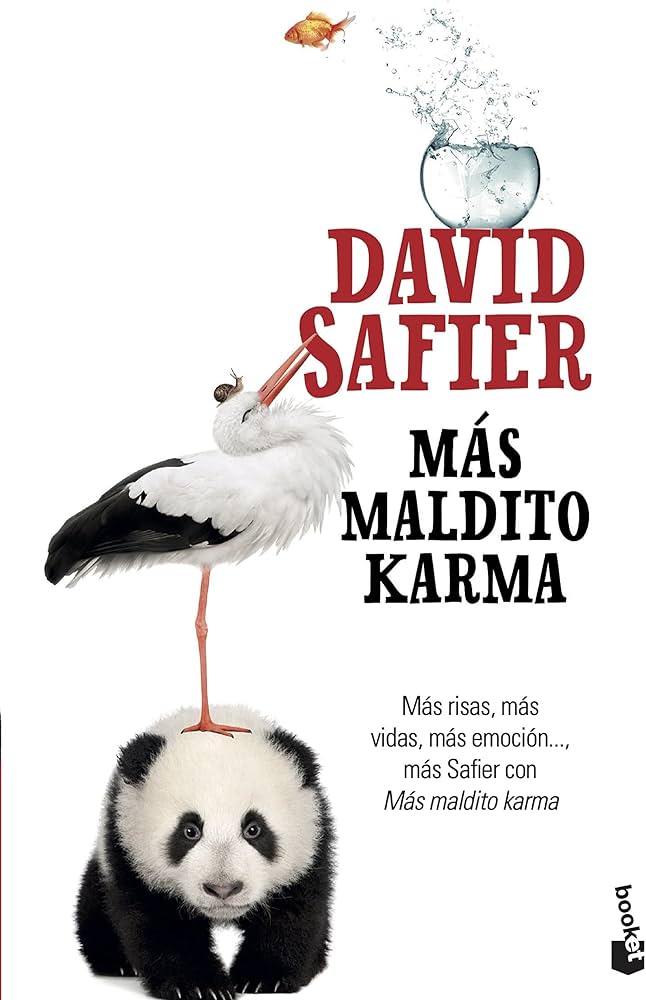 DAVID
SAFIER
MÁS
MALDITO
KARMA
Más risas, más
vidas, más emoción...,
más Safier con
Más maldito karma
booket